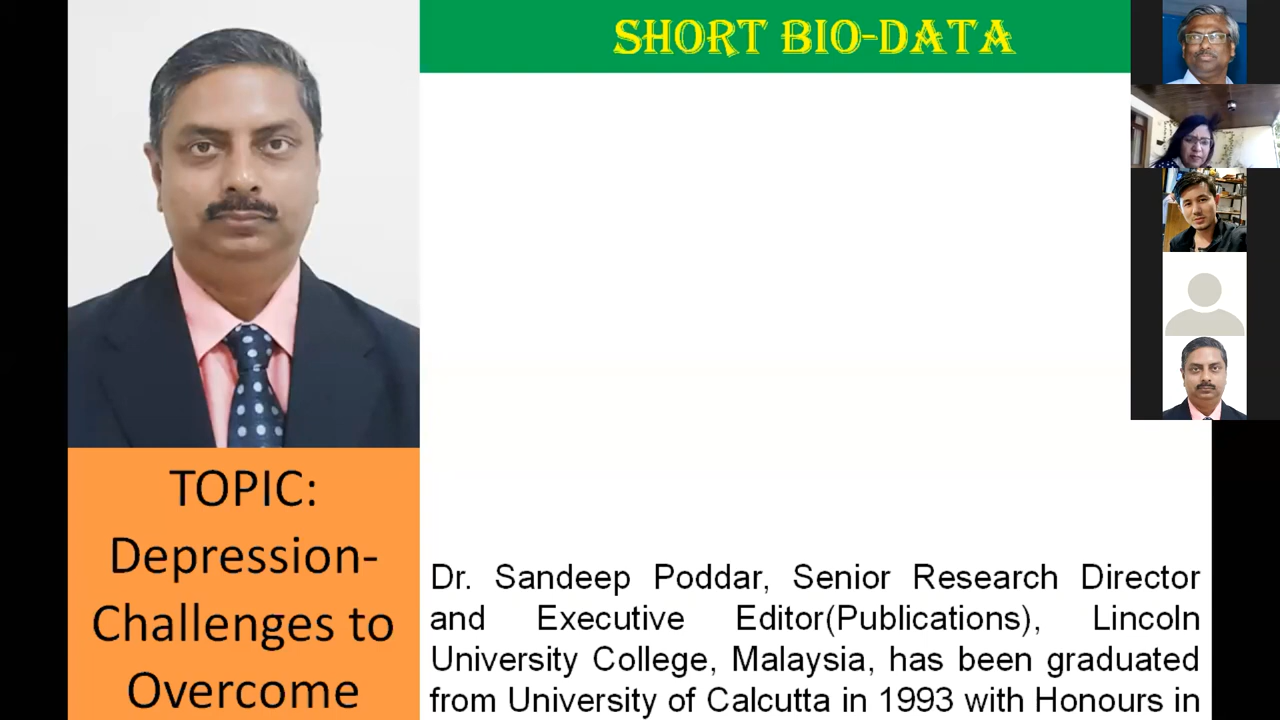 SHORT BIO-DATA
TOPIC:
Depression-
Challenges to
Overcome
Dr. Sandeep Poddar, Senior Research Director
and Executive Editor(Publications), Lincoln
University College, Malaysia, has been graduated
from University of Calcutta in 1993 with Honours in